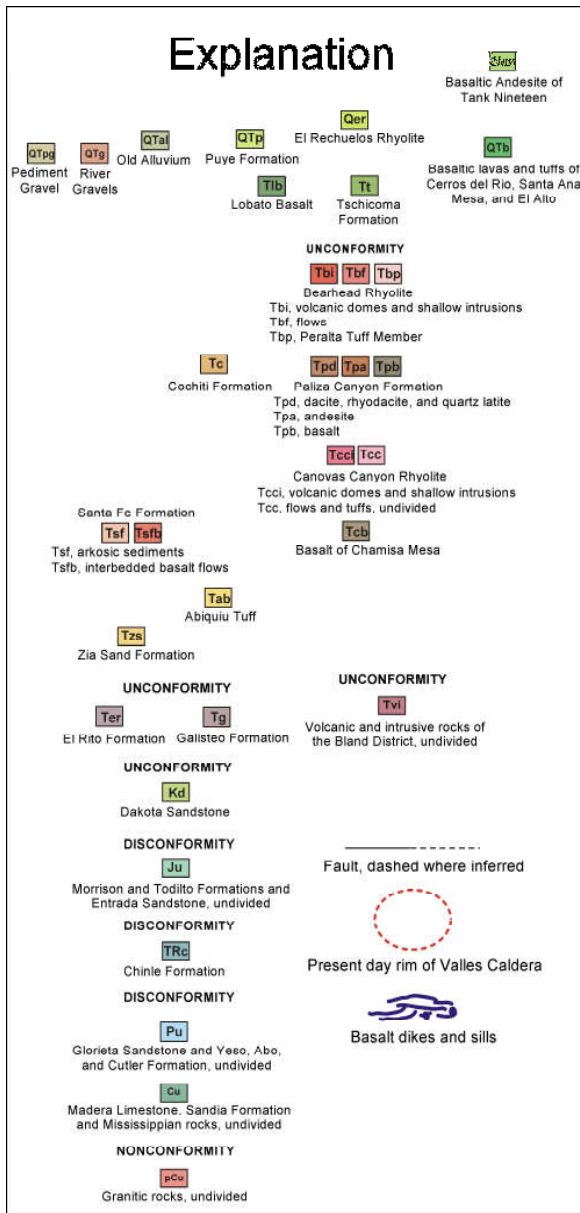 Explanation
Basaltic Andesite of
Tank Nineteen
QTpg
Pediment
Gravel
QTg
River
Gravels
QTal
Old Alluvium
QTp
Puye Formation
Qer
El Rechuelos Rhyolite
QTb
Basaltic lavas and tuffs of
Cerros del Rio, Santa Ana
Mesa, and El Alto
Tlb
Lobato Basalt
Tt
Tschicoma
Formation
UNCONFORMITY
Tbi Tbf Tbp
Bearhead Rhyolite
Tbi, volcanic domes and shallow intrusions
Tbf, flows
Tbp, Peralta Tuff Member
Tc
Cochiti Formation
Tpd Tpa Tpb
Paliza Canyon Formation
Tpd, dacite, rhyodacite, and quartz latite
Tpa, andesite
Tpb, basalt
Tcci Tcc
Canovas Canyon Rhyolite
Tcci, volcanic domes and shallow intrusions
Tcc, flows and tuffs, undivided
Santa Fe Formation
Tsf Tsfb
Tsf, arkosic sediments
Tsfb, interbedded basalt flows
Tcb
Basalt of Chamisa Mesa
Tab
Abiquiu Tuff
Tzs
Zia Sand Formation
UNCONFORMITY
Ter
El Rito Formation
Tg
Galisteo Formation
UNCONFORMITY
Tvi
Volcanic and intrusive rocks of
the Bland District, undivided
UNCONFORMITY
Kd
Dakota Sandstone
DISCONFORMITY
Ju
Morrison and Todilto Formations and
Entrada Sandstone, undivided
DISCONFORMITY
TRc
Chinle Formation
DISCONFORMITY
Pu
Glorieta Sandstone and Yeso, Abo,
and Cutler Formation, undivided
Cu
Madera Limestone. Sandia Formation
and Mississippian rocks, undivided
NONCONFORMITY
pCu
Granitic rocks, undivided
Fault, dashed where inferred
Present day rim of Valles Caldera
Basalt dikes and sills